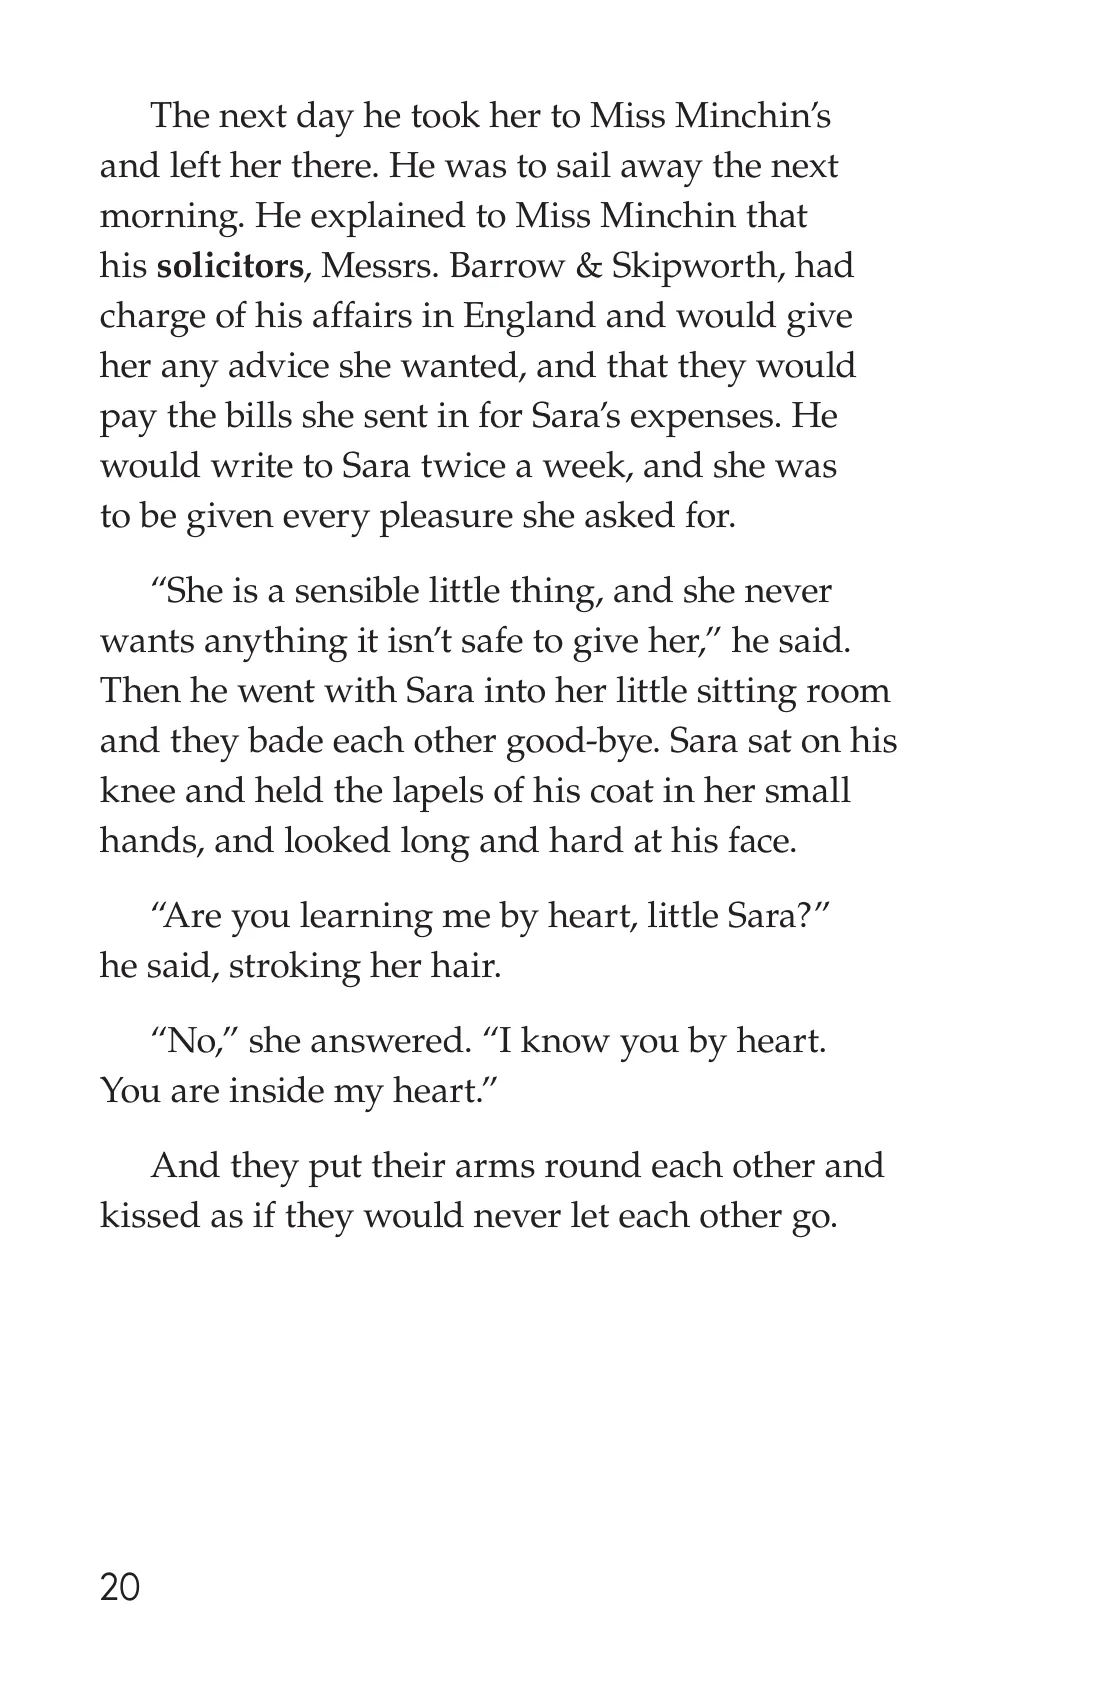 The next day he took her to Miss Minchin’s
and left her there. He was to sail away the next
morning. He explained to Miss Minchin that
his solicitors, Messrs. Barrow & Skipworth, had
charge of his affairs in England and would give
her any advice she wanted, and that they would
pay the bills she sent in for Sara’s expenses. He
would write to Sara twice a week, and she was
to be given every pleasure she asked for.
“She is a sensible little thing, and she never
wants anything it isn’t safe to give her,” he said.
Then he went with Sara into her little sitting room
and they bade each other good-bye. Sara sat on his
knee and held the lapels of his coat in her small
hands, and looked long and hard at his face.
“Are you learning me by heart, little Sara?”
he said, stroking her hair.
“No,” she answered. “I know you by heart.
You are inside my heart.”
And they put their arms round each other and
kissed as if they would never let each other go.
20